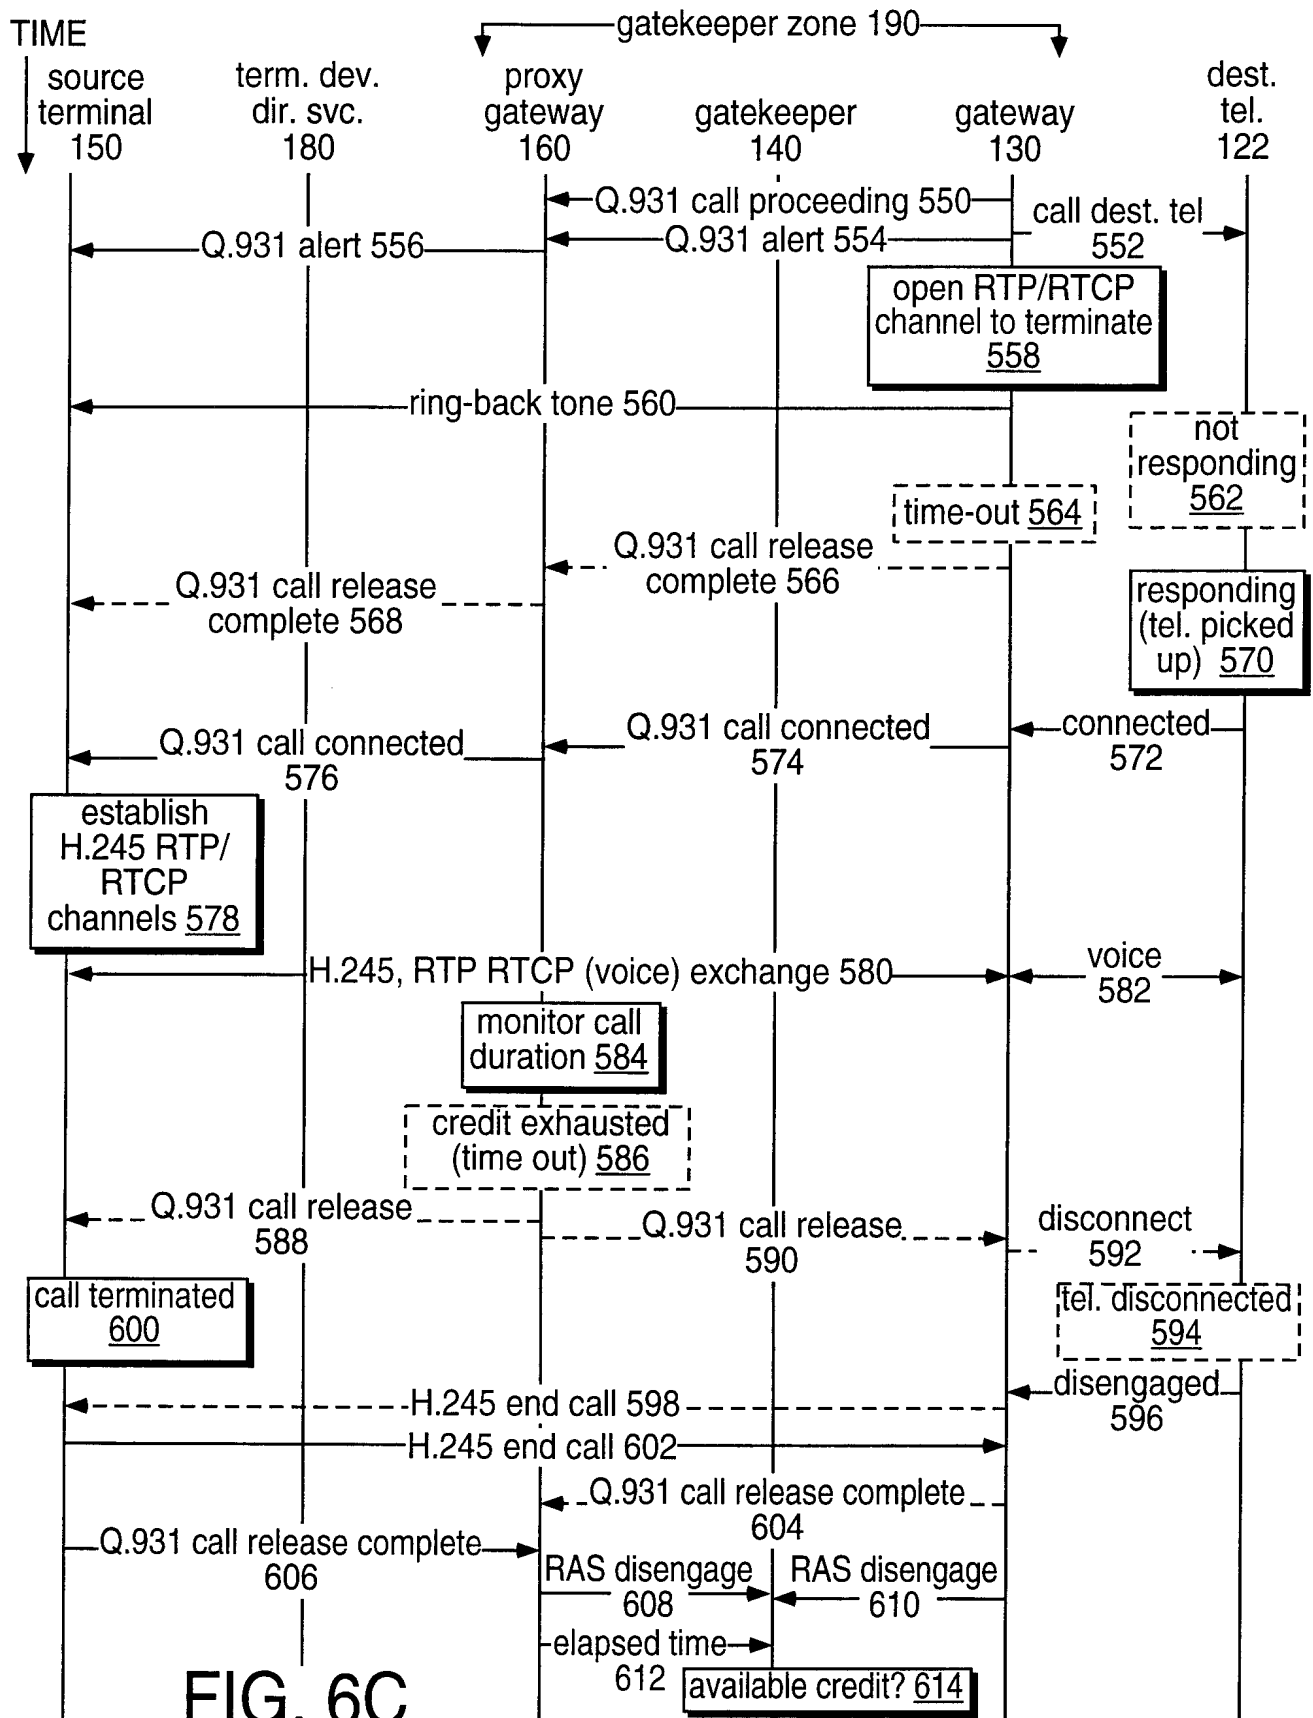 TIME
gatekeeper zone 190
source
terminal
150
term. dev.
dir. svc.
180
proxy
gateway
160
gatekeeper
140
gateway
130
dest.
tel.
122
Q.931 call proceeding 550
call dest. tel
552
Q.931 alert 556
Q.931 alert 554
open RTP/RTCP
channel to terminate
558
ring-back tone 560
not
responding
562
time-out 564
Q.931 call release
complete 566
Q.931 call release
complete 568
responding
(tel. picked
up) 570
connected
572
Q.931 call connected
574
Q.931 call connected
576
establish
H.245 RTP/
RTCP
channels 578
H.245, RTP RTCP (voice) exchange 580
voice
582
monitor call
duration 584
credit exhausted
(time out) 586
Q.931 call release
588
Q.931 call release
590
disconnect
592
call terminated
600
tel. disconnected
594
disengaged
596
H.245 end call 598
H.245 end call 602
Q.931 call release complete
604
Q.931 call release complete
606
RAS disengage
608
RAS disengage
610
elapsed time
612
available credit? 614
FIG. 6C